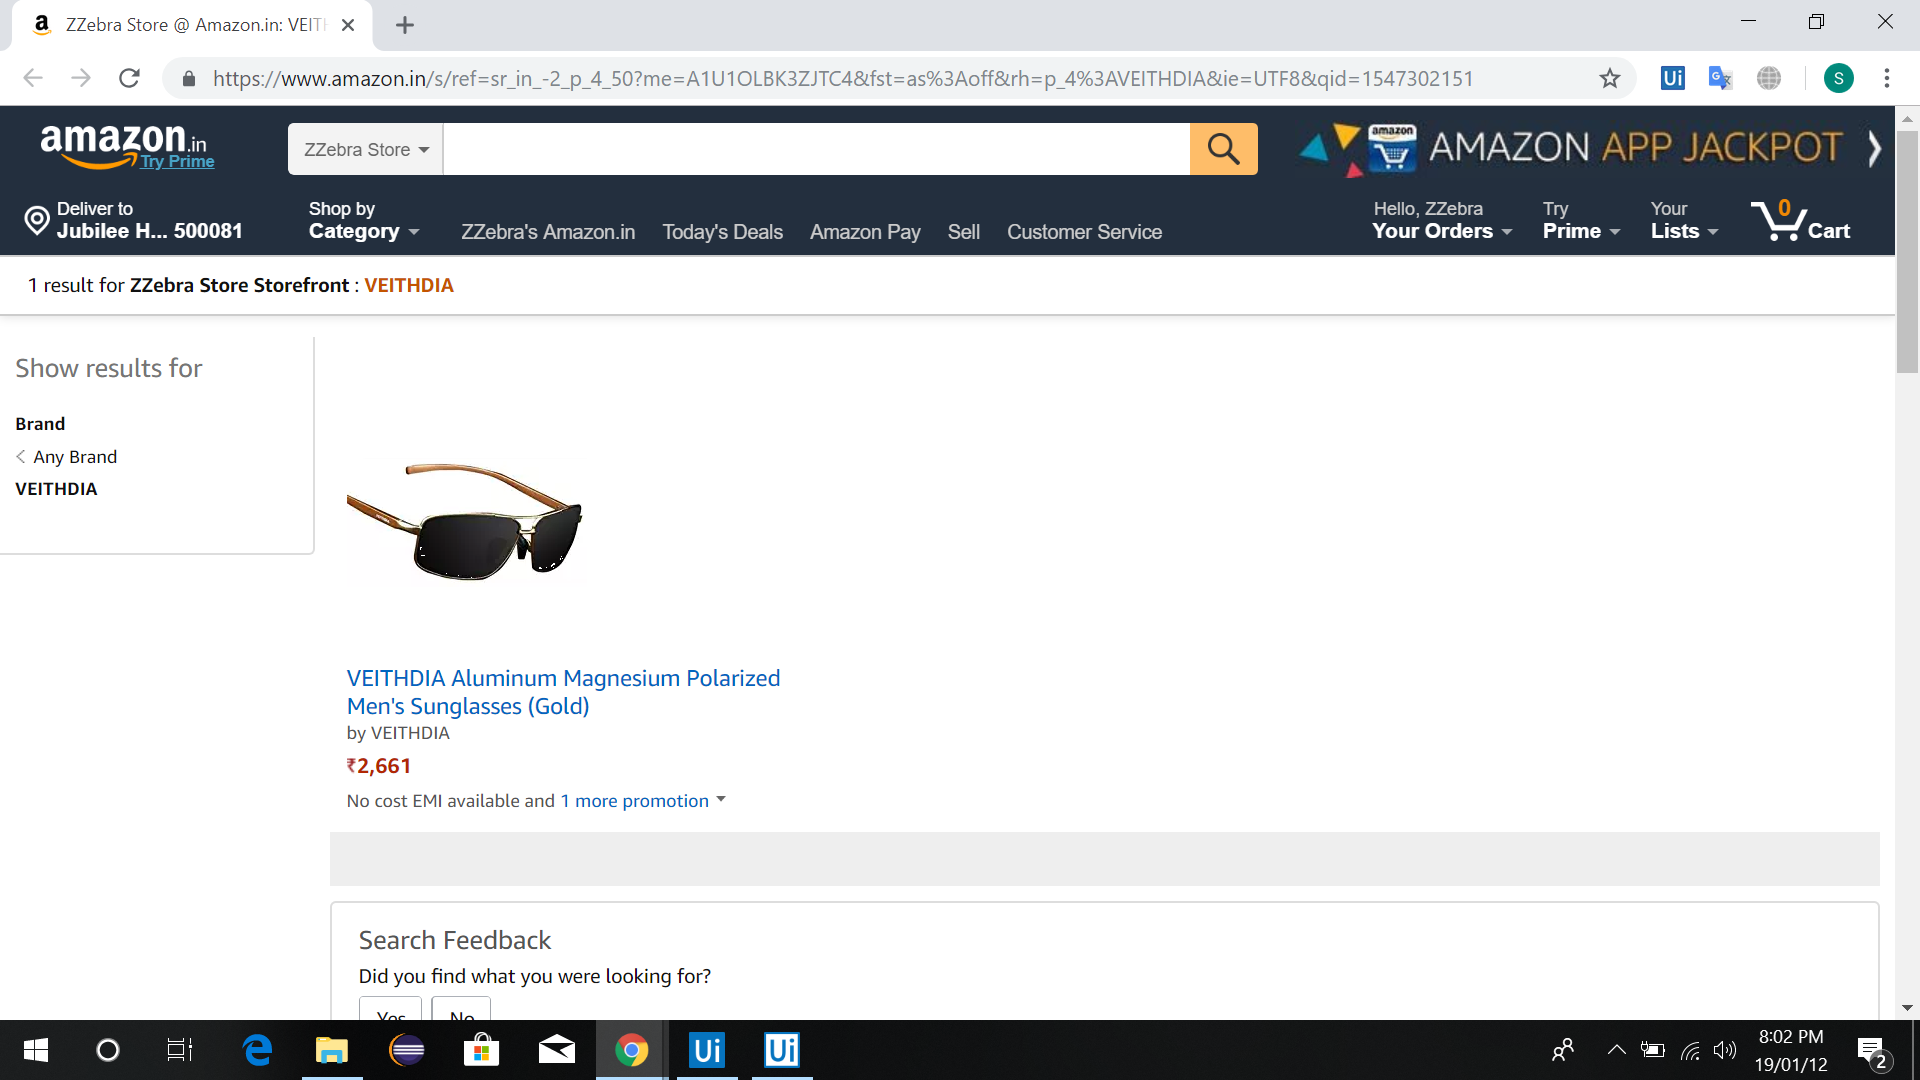 ZZebra Store @ Amazon.in: VEITH
https://www.amazon.in/s/ref=sr_in_-2_p_4_50?me=A1U1OLBK3ZJTC4&fst=as%3Aoff&rh=p_4%3AVEITHDIA&ie=UTF8&qid=1547302151
Ui
G
S
amazon.in
Try Prime
ZZebra Store
amazon
AMAZON APP JACKPOT
Deliver to
Jubilee H... 500081
Shop by
Category
ZZebra's Amazon.in
Today's Deals
Amazon Pay
Sell
Customer Service
Hello, ZZebra
Your Orders
Try
Prime
Your
Lists
0
Cart
1 result for ZZebra Store Storefront : VEITHDIA
Show results for
Brand
Any Brand
VEITHDIA
VEITHDIA Aluminum Magnesium Polarized
Men's Sunglasses (Gold)
by VEITHDIA
₹2,661
No cost EMI available and 1 more promotion
Search Feedback
Did you find what you were looking for?
Yes
No
Ui
Ui
8:02 PM
19/01/12
2